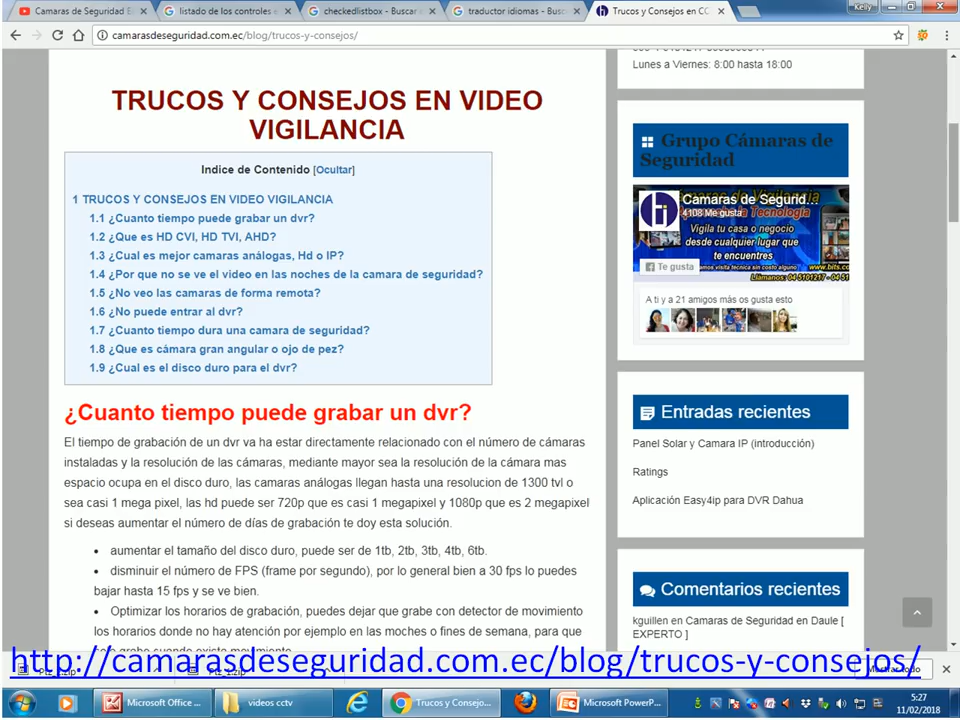 Camaras de Seguridad E
listado de los controles e
checkedlistbox - Buscar
traductor idiomas - Busc
Trucos y Consejos en CC
Kelly
camarasdeseguridad.com.ec/blog/trucos-y-consejos/
Lunes a Viernes: 8:00 hasta 18:00
TRUCOS Y CONSEJOS EN VIDEO
VIGILANCIA
Indice de Contenido [Ocultar]
1 TRUCOS Y CONSEJOS EN VIDEO VIGILANCIA
1.1 ¿Cuanto tiempo puede grabar un dvr?
1.2 ¿Que es HD CVI, HD TVI, AHD?
1.3 ¿Cual es mejor camaras análogas, Hd o IP?
1.4 ¿Por que no se ve el video en las noches de la camara de seguridad?
1.5 ¿No veo las camaras de forma remota?
1.6 ¿No puede entrar al dvr?
1.7 ¿Cuanto tiempo dura una camara de seguridad?
1.8 ¿Que es cámara gran angular o ojo de pez?
1.9 ¿Cual es el disco duro para el dvr?
¿Cuanto tiempo puede grabar un dvr?
El tiempo de grabación de un dvr va ha estar directamente relacionado con el número de cámaras
instaladas y la resolución de las cámaras, mediante mayor sea la resolución de la cámara mas
espacio ocupa en el disco duro, las camaras análogas llegan hasta una resolucion de 1300 tvl o
sea casi 1 mega pixel, las hd puede ser 720p que es casi 1 megapixel y 1080p que es 2 megapixel
si deseas aumentar el número de días de grabación te doy esta solución.
• aumentar el tamaño del disco duro, puede ser de 1tb, 2tb, 3tb, 4tb, 6tb.
• disminuir el número de FPS (frame por segundo), por lo general bien a 30 fps lo puedes
bajar hasta 15 fps y se ve bien.
• Optimizar los horarios de grabación, puedes dejar que grabe con detector de movimiento
los horarios donde no hay atención por ejemplo en las moches o fines de semana, para que
Grupo Cámaras de
Seguridad
Camaras de Segurid...
4108 Me gusta
Vigila tu casa o negocio
desde cualquier lugar que
te encuentres
Te gusta
A ti y a 21 amigos más os gusta esto
Entradas recientes
Panel Solar y Camara IP (introducción)
Ratings
Aplicación Easy4ip para DVR Dahua
Comentarios recientes
kguillen en Camaras de Seguridad en Daule [
EXPERTO ]
http://camarasdeseguridad.com.ec/blog/trucos-y-consejos/
Microsoft Office ...
videos cctv
Trucos y Consejo...
Microsoft PowerP...
5:27
11/02/2018